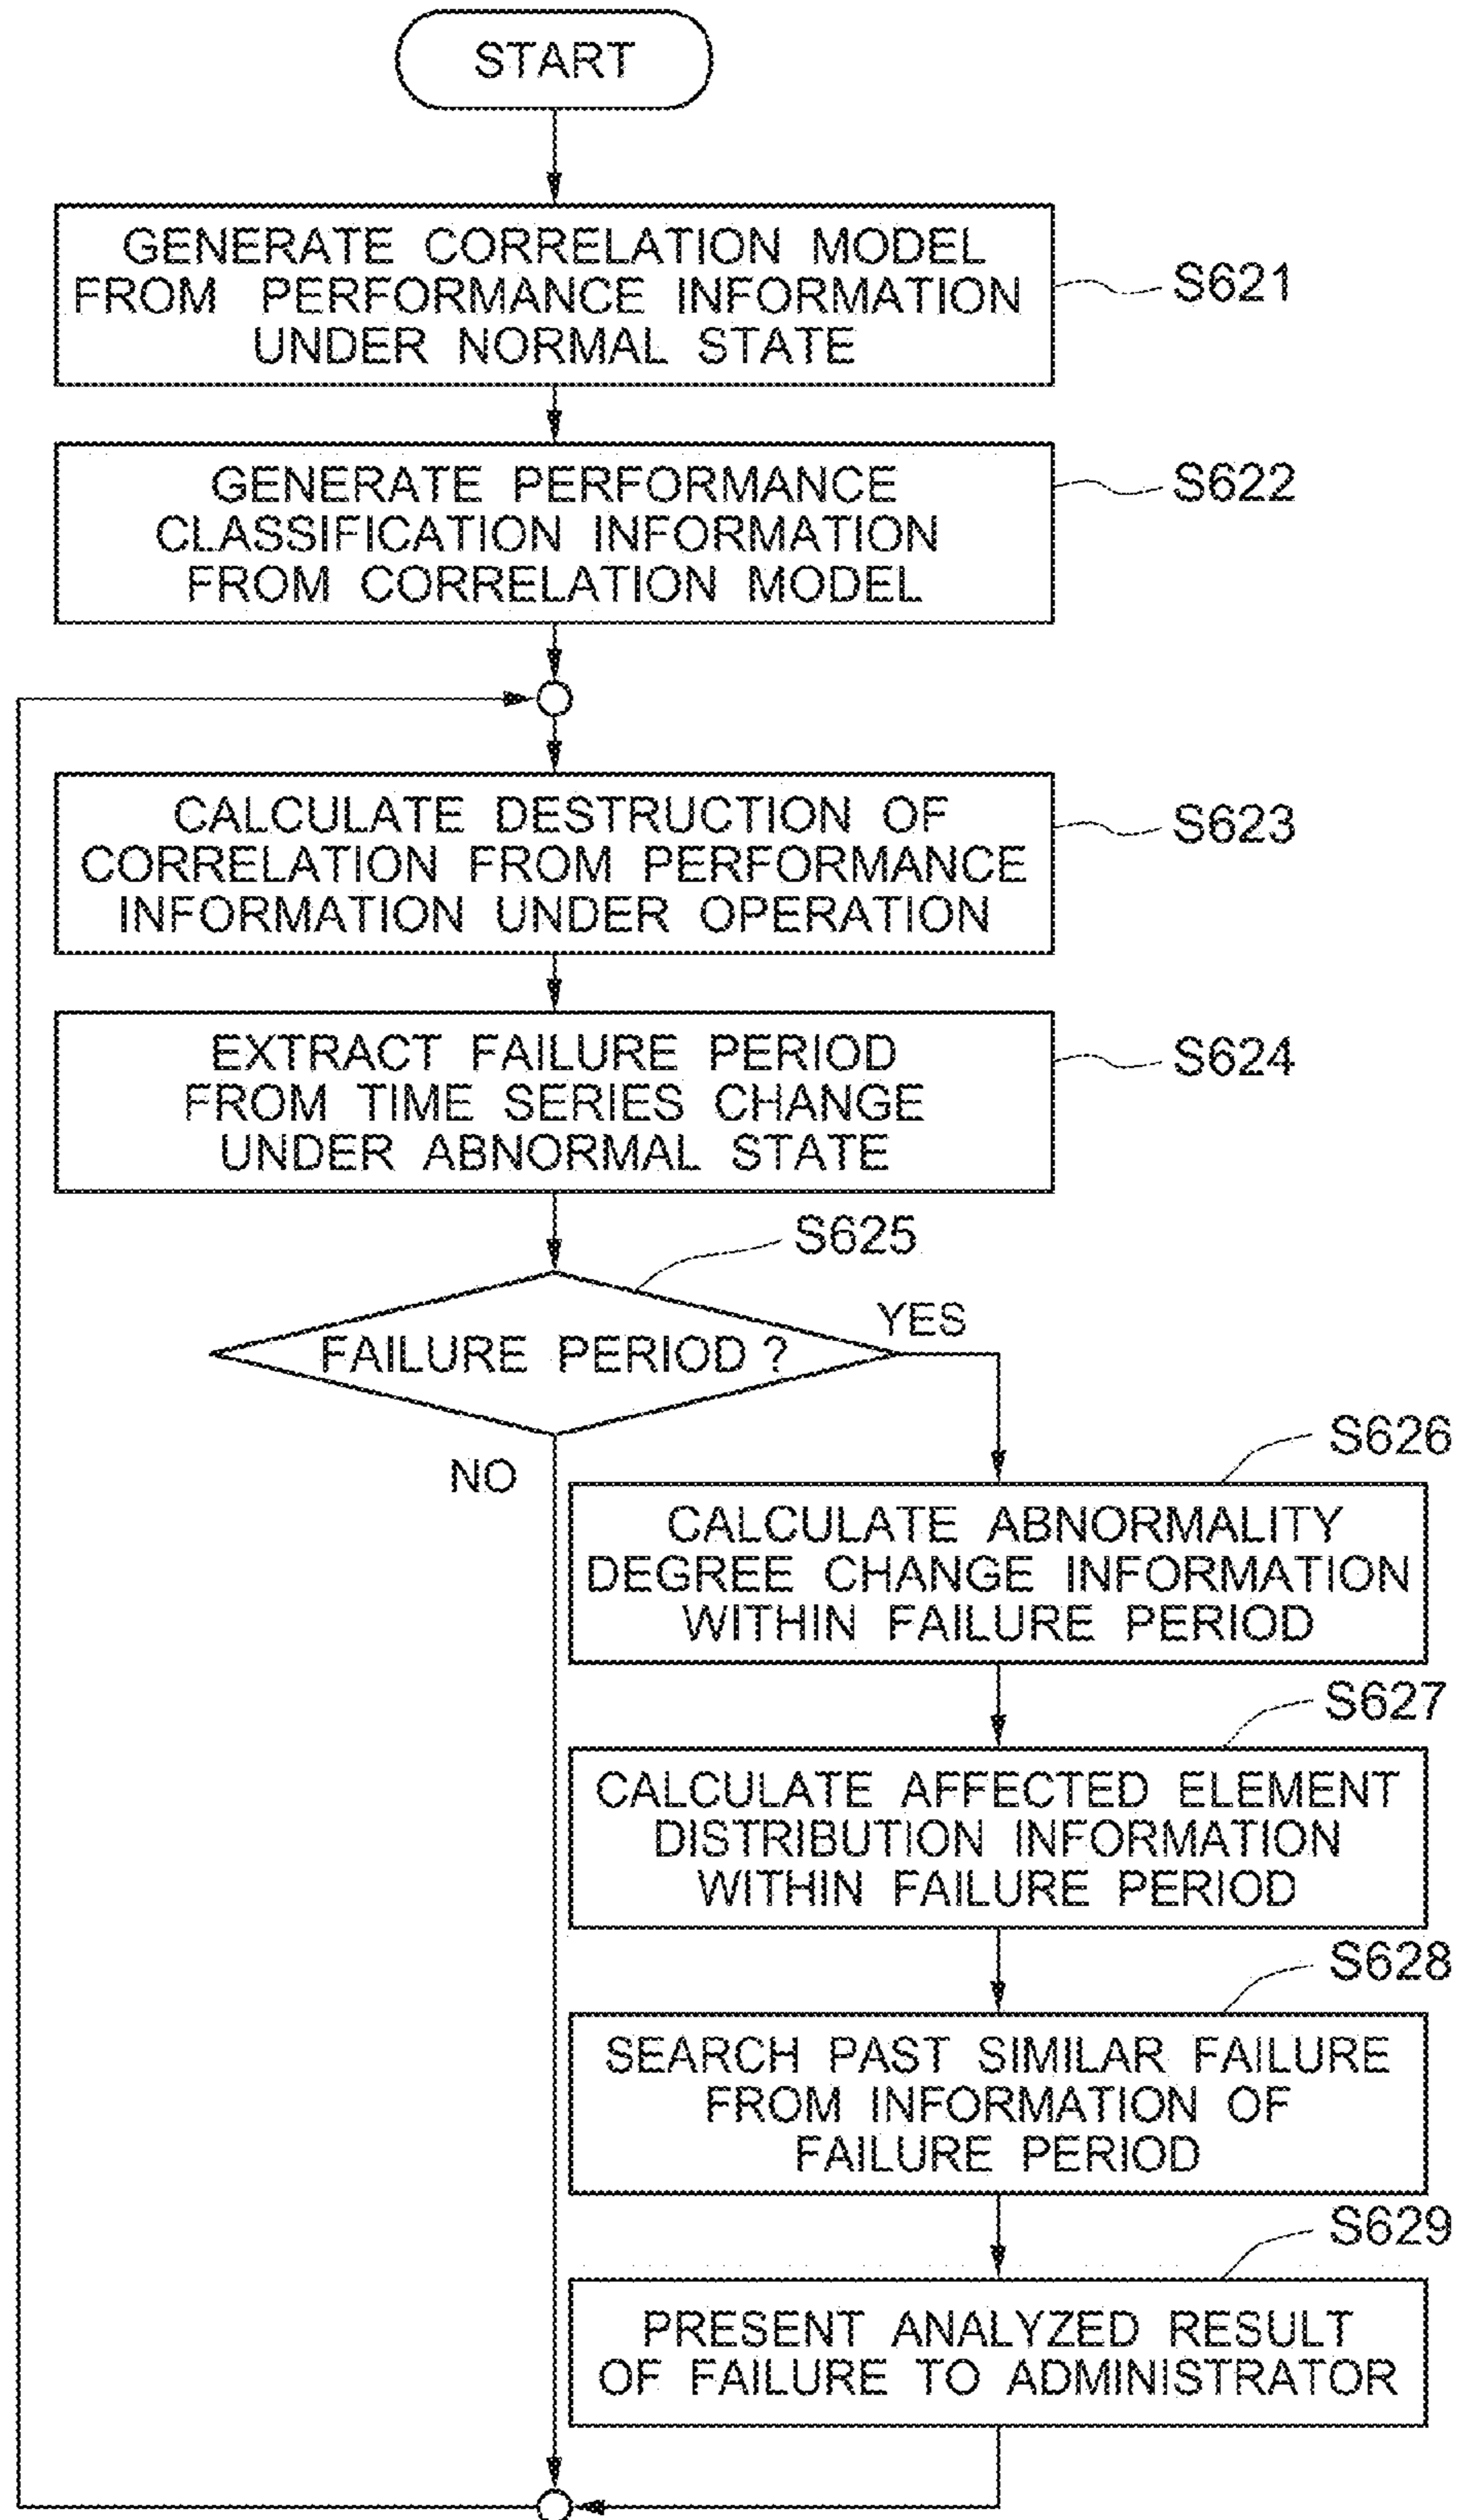 START
GENERATE CORRELATION MODEL
FROM PERFORMANCE INFORMATION
UNDER NORMAL STATE
S621
GENERATE PERFORMANCE
CLASSIFICATION INFORMATION
FROM CORRELATION MODEL
S622
CALCULATE DESTRUCTION OF
CORRELATION FROM PERFORMANCE
INFORMATION UNDER OPERATION
S623
EXTRACT FAILURE PERIOD
FROM TIME SERIES CHANGE
UNDER ABNORMAL STATE
S624
S625
FAILURE PERIOD ?
YES
NO
S626
CALCULATE ABNORMALITY
DEGREE CHANGE INFORMATION
WITHIN FAILURE PERIOD
S627
CALCULATE AFFECTED ELEMENT
DISTRIBUTION INFORMATION
WITHIN FAILURE PERIOD
S628
SEARCH PAST SIMILAR FAILURE
FROM INFORMATION OF
FAILURE PERIOD
S629
PRESENT ANALYZED RESULT
OF FAILURE TO ADMINISTRATOR